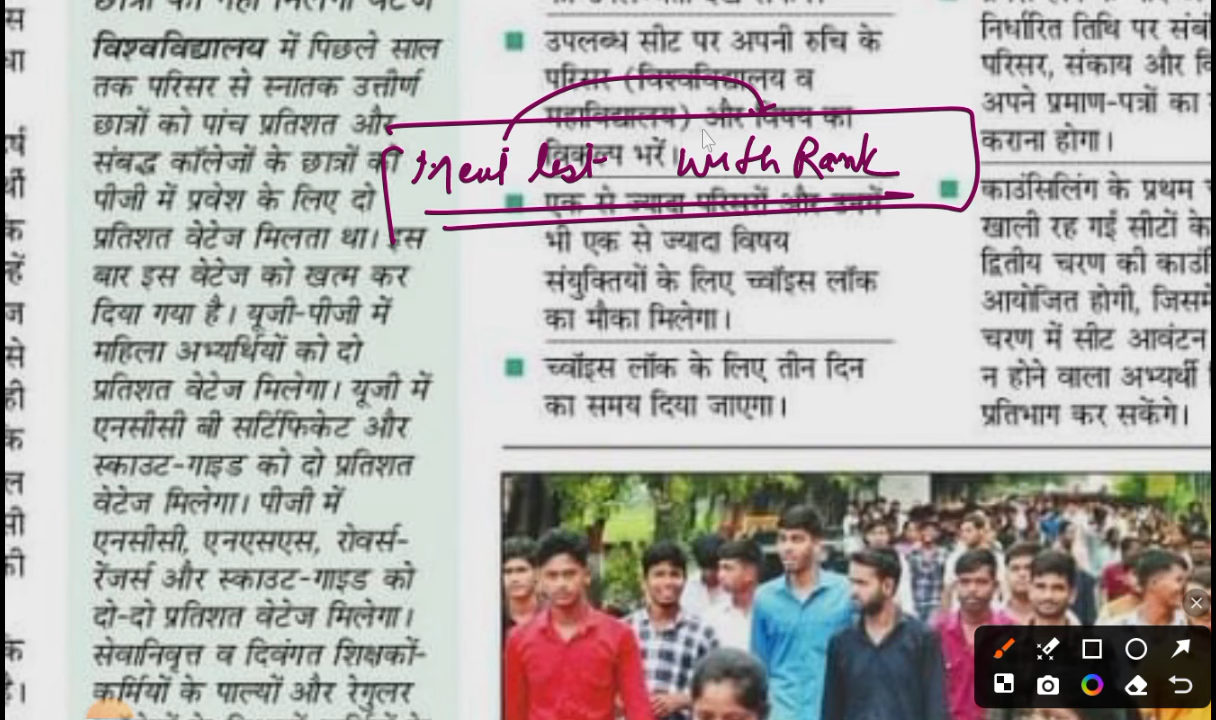 विश्वविद्यालय में पिछले साल
तक परिसर से स्नातक उत्तीर्ण
छात्रों को पांच प्रतिशत और
संबद्ध कॉलेजों के छात्रों को
पीजी में प्रवेश के लिए दो
प्रतिशत वेटेज मिलता था। इस
बार इस वेटेज को खत्म कर
दिया गया है। यूजी-पीजी में
महिला अभ्यर्थियों को दो
प्रतिशत वेटेज मिलेगा। यूजी में
एनसीसी बी सर्टिफिकेट और
स्काउट-गाइड को दो प्रतिशत
वेटेज मिलेगा। पीजी में
एनसीसी, एनएसएस, रोवर्स-
रेंजर्स और स्काउट-गाइड को
दो-दो प्रतिशत वेटेज मिलेगा।
सेवानिवृत्त व दिवंगत शिक्षकों-
कर्मियों के पाल्यों और रेगुलर
उपलब्ध सीट पर अपनी रुचि के
परिसर (विश्वविद्यालय व
महाविद्यालय) और विषय का
विकल्प भरें।
with Rank
एक से ज्यादा परिसरों और उनमें
भी एक से ज्यादा विषय
संयुक्तियों के लिए च्वॉइस लॉक
का मौका मिलेगा।
च्वॉइस लॉक के लिए तीन दिन
का समय दिया जाएगा।
निर्धारित तिथि पर
परिसर, संकाय और
अपने प्रमाण-पत्रों का
कराना होगा।
काउंसिलिंग के प्रथम
खाली रह गई सीटों के
द्वितीय चरण की
आयोजित होगी,
चरण में सीट आवंटन
न होने वाला अभ्यर्थी
प्रतिभाग कर सकेंगे।